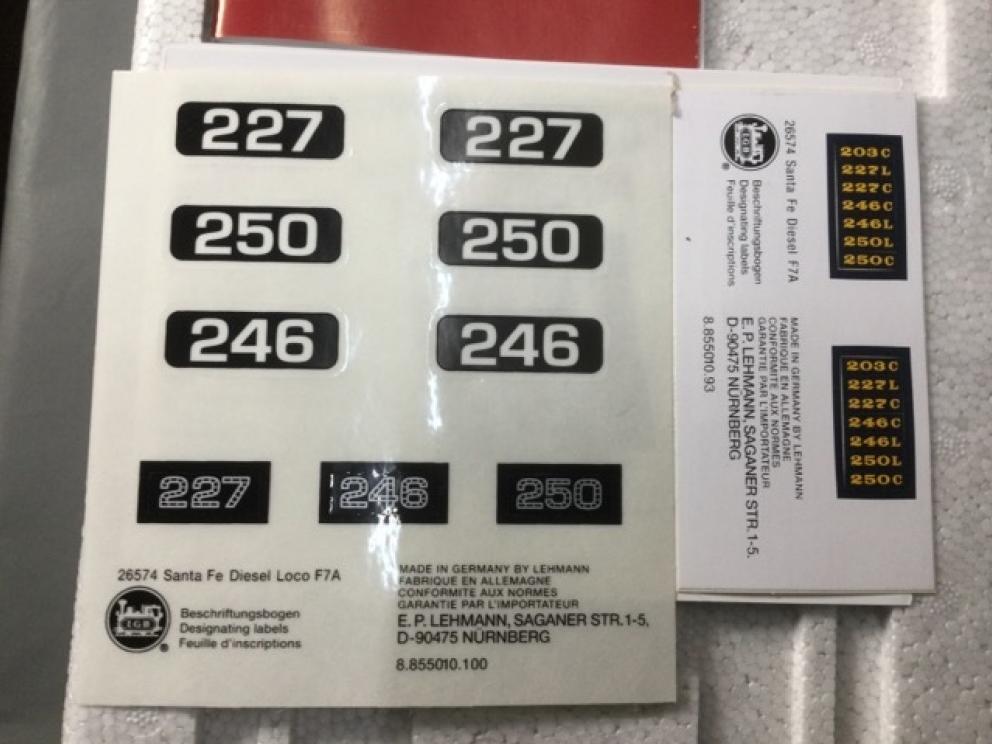 227 227
250 250
246 246
227 246 250
26574 Santa Fe Diesel Loco F7A
LGB
®
Beschriftungsbogen
Designating labels
Feuille d'inscriptions
MADE IN GERMANY BY LEHMANN
FABRIQUE EN ALLEMAGNE
CONFORMITE AUX NORMES
GARANTIE PAR L'IMPORTATEUR
E. P. LEHMANN, SAGANER STR.1-5,
D-90475 NÜRNBERG
8.855010.100
26574 Santa Fe Diesel F7A
LGB
®
Beschriftungsbogen
Designating labels
Feuille d'inscriptions
MADE IN GERMANY BY LEHMANN
FABRIQUE EN ALLEMAGNE
CONFORMITE AUX NORMES
GARANTIE PAR L'IMPORTATEUR
E. P. LEHMANN, SAGANER STR.1-5.
D-90475 NÜRNBERG
8.855010.93
203C
227L
227C
246C
246L
250L
250C
203C
227L
227C
246C
246L
250L
250C